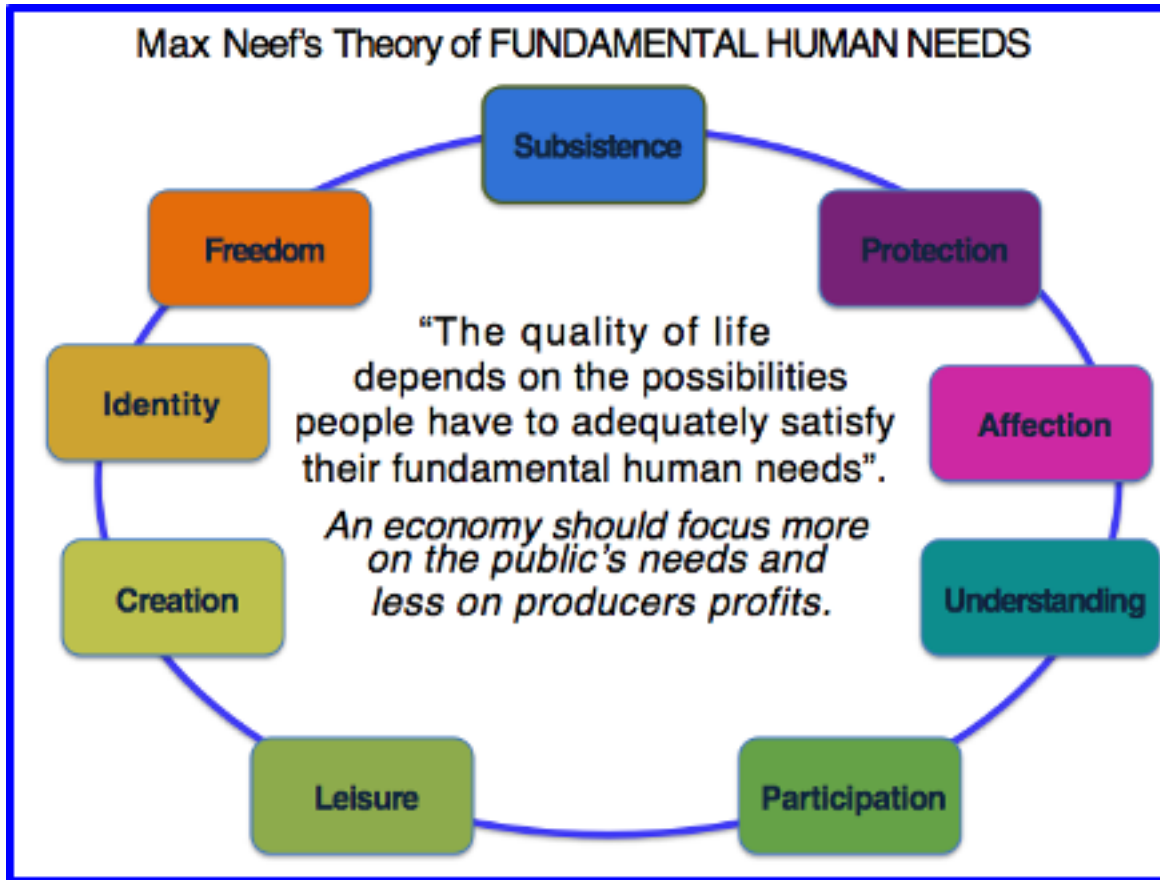 Max Neef's Theory of FUNDAMENTAL HUMAN NEEDS
Subsistence
Freedom
Protection
Identity
Affection
Creation
Understanding
Leisure
Participation
“The quality of life
depends on the possibilities
people have to adequately satisfy
their fundamental human needs”.
An economy should focus more
on the public’s needs and
less on producers profits.